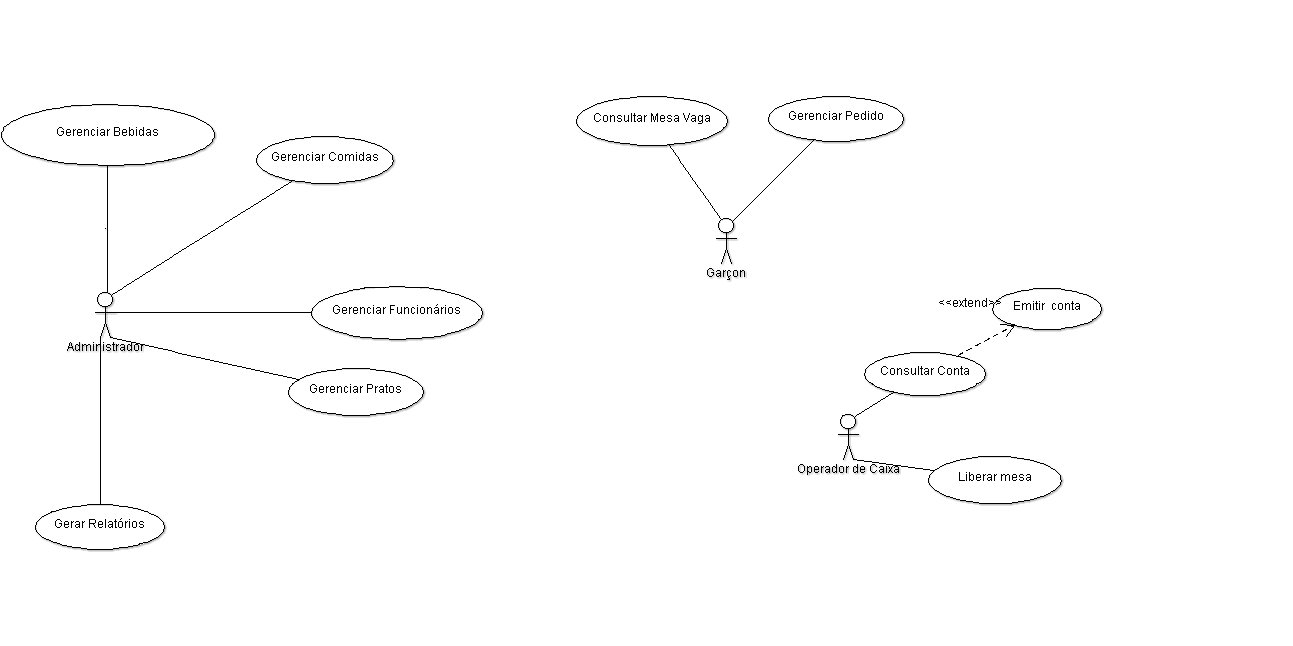 Gerenciar Bebidas
Gerenciar Comidas
Gerenciar Funcionários
Administrador
Gerenciar Pratos
Gerar Relatórios
Consultar Mesa Vaga
Gerenciar Pedido
Garçon
<<extend>>
Emitir conta
Consultar Conta
Operador de Caixa
Liberar mesa